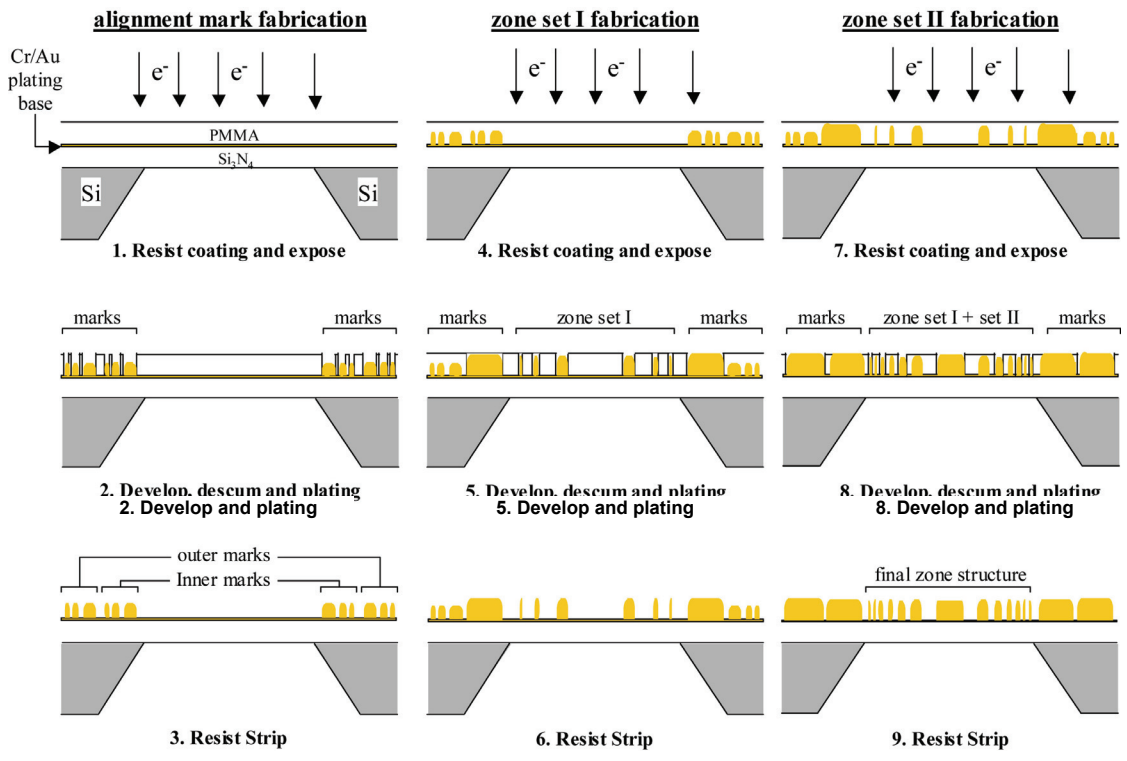 alignment mark fabrication
zone set I fabrication
zone set II fabrication
Cr/Au
plating
base
e-
e-
e-
e-
e-
e-
PMMA
Si3N4
Si
Si
1. Resist coating and expose
4. Resist coating and expose
7. Resist coating and expose
marks
marks
marks
zone set I
marks
marks
zone set I + set II
marks
2. Develop, descum and plating
5. Develop, descum and plating
8. Develop, descum and plating
2. Develop and plating
5. Develop and plating
8. Develop and plating
outer marks
Inner marks
final zone structure
3. Resist Strip
6. Resist Strip
9. Resist Strip